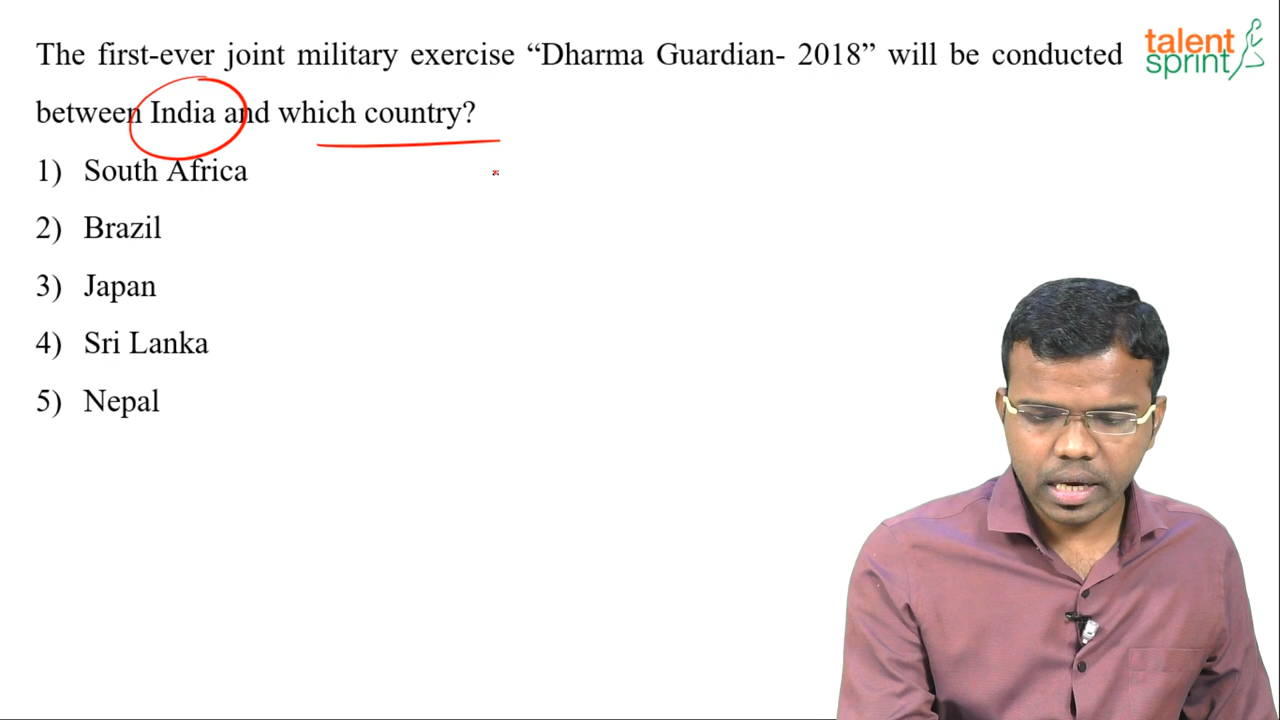 The first-ever joint military exercise “Dharma Guardian- 2018” will be conducted
between India and which country?
1) South Africa
2) Brazil
3) Japan
4) Sri Lanka
5) Nepal
talent
sprint